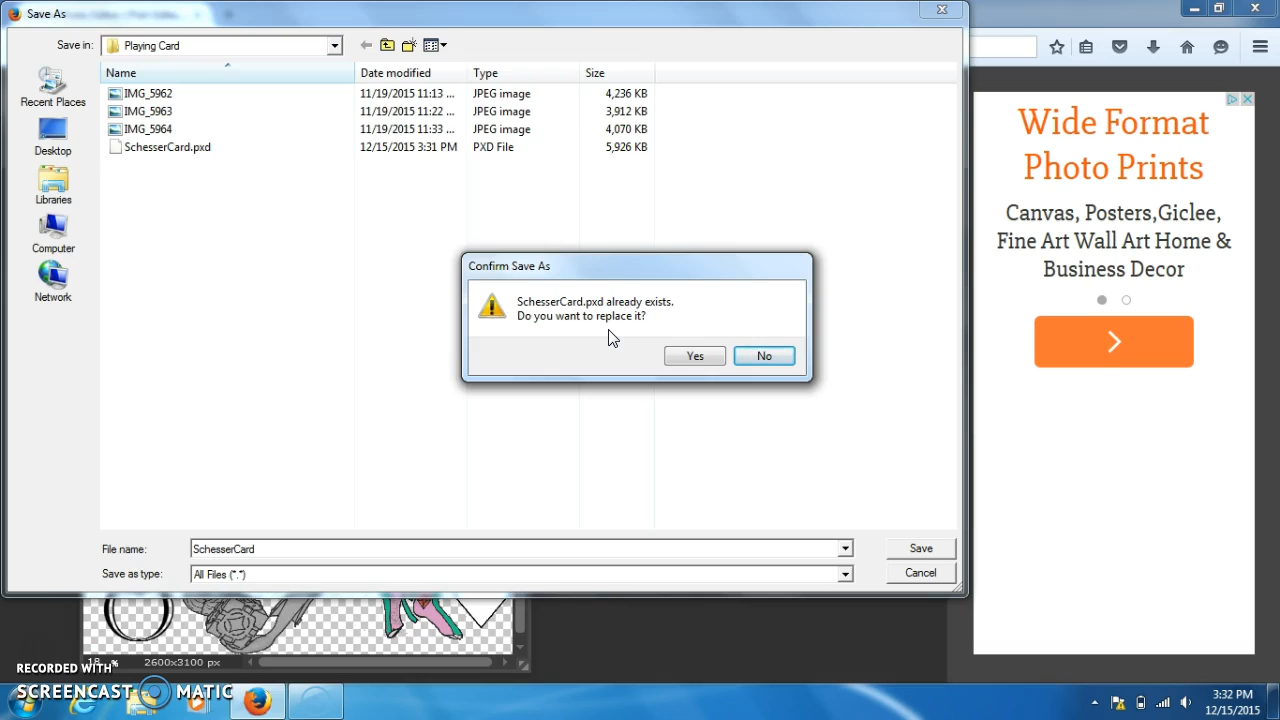 Save As
Save in:
Playing Card
Name
Date modified
Type
Size
IMG_5962
11/19/2015 11:13 ...
JPEG image
4,236 KB
IMG_5963
11/19/2015 11:22 ...
JPEG image
3,912 KB
IMG_5964
11/19/2015 11:33 ...
JPEG image
4,070 KB
SchesserCard.pxd
12/15/2015 3:31 PM
PXD File
5,926 KB
Recent Places
Desktop
Libraries
Computer
Network
Confirm Save As
SchesserCard.pxd already exists.
Do you want to replace it?
Yes
No
File name:
SchesserCard
Save
Save as type:
All Files (*.*)
Cancel
Wide Format
Photo Prints
Canvas, Posters,Giclee,
Fine Art Wall Art Home &
Business Decor
%
2600x3100 px
RECORDED WITH
SCREENCAST MATIC
3:32 PM
12/15/2015